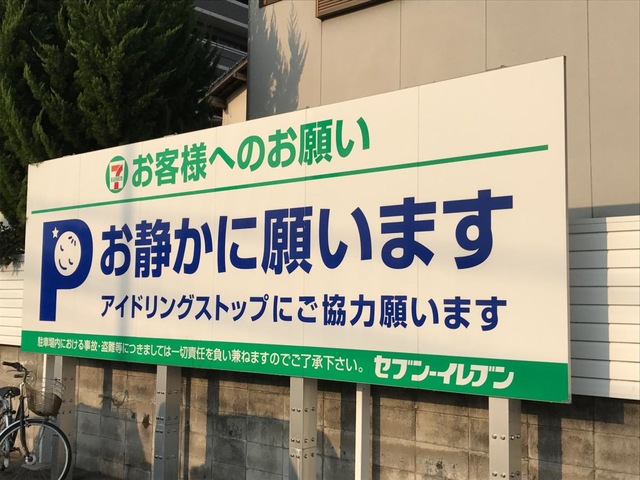 7 お客様へのお願い
P お静かに願います
アイドリングストップにご協力願います
駐車場内における事故・盗難等につきましては一切責任を負い兼ねますのでご了承下さい。 セブン-イレブン